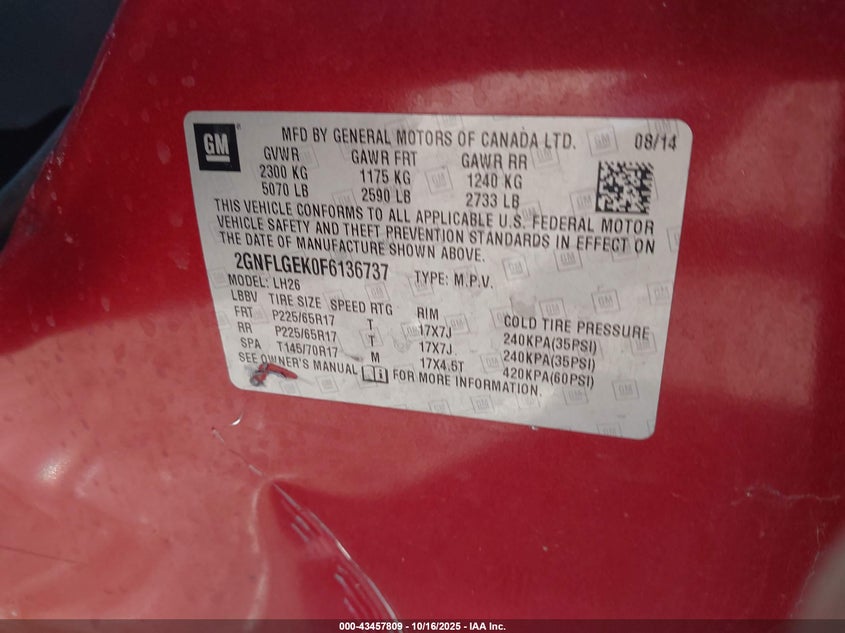 GM
MFD BY GENERAL MOTORS OF CANADA LTD. 08/14
GVWR GAWR FRT GAWR RR
2300 KG 1175 KG 1240 KG
5070 LB 2590 LB 2733 LB
THIS VEHICLE CONFORMS TO ALL APPLICABLE U.S. FEDERAL MOTOR
VEHICLE SAFETY AND THEFT PREVENTION STANDARDS IN EFFECT ON
THE DATE OF MANUFACTURE SHOWN ABOVE.
2GNFLGEK0F6136737 TYPE: M.P.V.
MODEL: LH26
LBBV TIRE SIZE SPEED RTG RIM COLD TIRE PRESSURE
FRT P225/65R17 T 17X7J 240KPA(35PSI)
RR P225/65R17 T 17X7J 240KPA(35PSI)
SPA T145/70R17 M 17X4.5T 420KPA(60PSI)
SEE OWNER'S MANUAL FOR MORE INFORMATION.
000-43457809 - 10/16/2025 - IAA Inc.